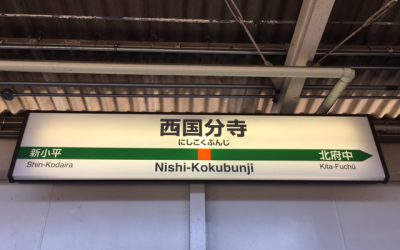 西国分寺
にしこくぶんじ
新小平
北府中
Shin-Kodaira
Nishi-Kokubunji
Kita-Fuchū